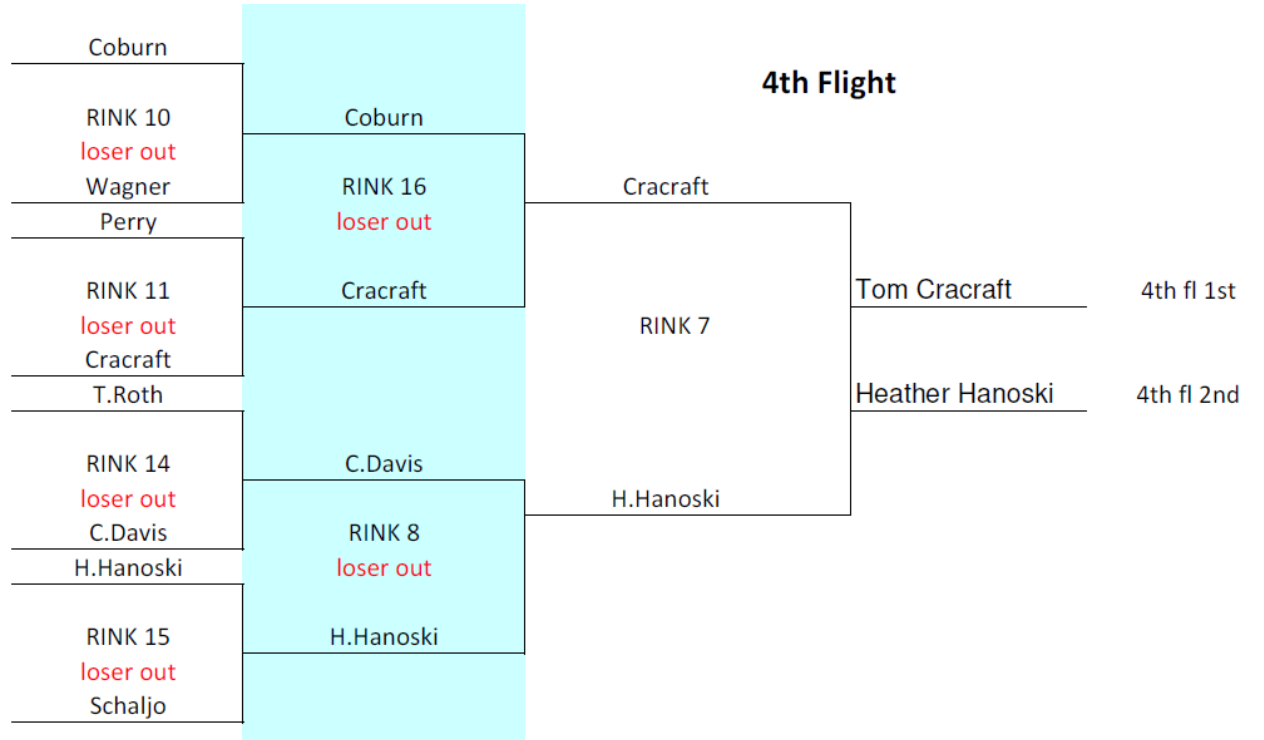 Coburn
4th Flight
RINK 10
Coburn
loser out
Wagner
RINK 16
Cracraft
Perry
loser out
RINK 11
Cracraft
Tom Cracraft
4th fl 1st
loser out
RINK 7
Cracraft
T.Roth
Heather Hanoski
4th fl 2nd
RINK 14
C.Davis
loser out
H.Hanoski
C.Davis
RINK 8
H.Hanoski
loser out
RINK 15
H.Hanoski
loser out
Schaljo